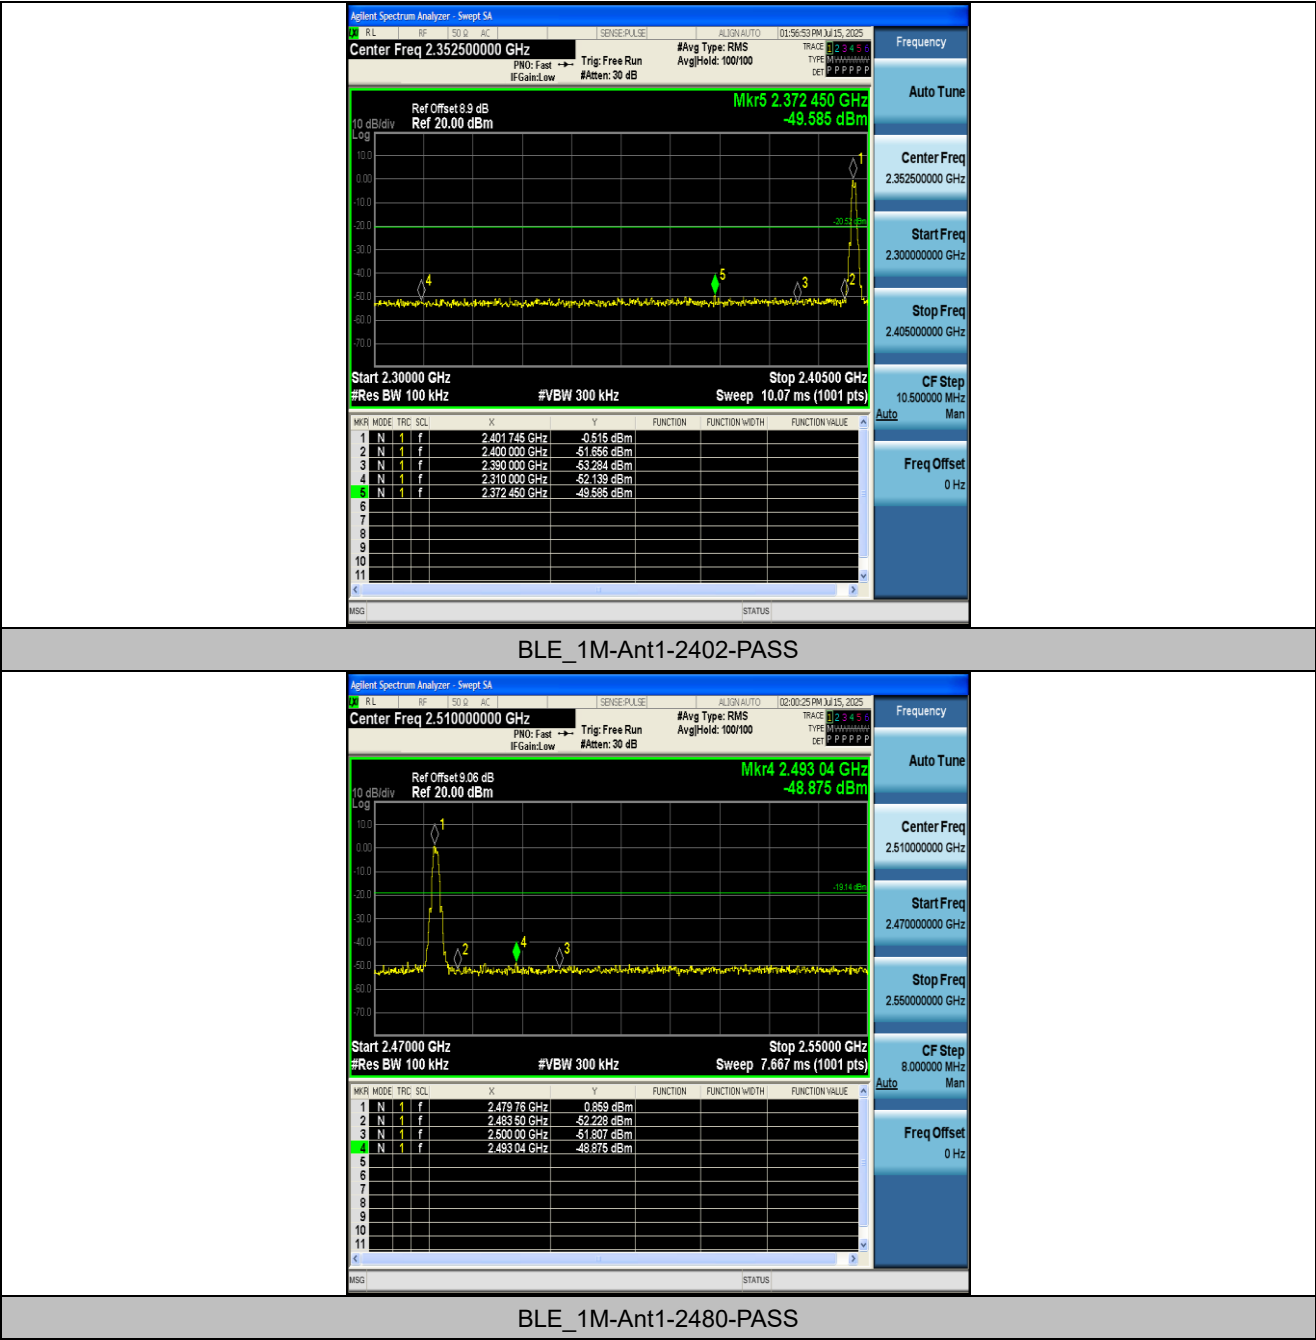 Agilent Spectrum Analyzer - Swept SA
RL RF 50 Ω AC SENSE:PULSE ALIGN AUTO 01:56:53 PM Jul 15, 2025
Center Freq 2.352500000 GHz
PNO: Fast
IFGain:Low
Trig: Free Run
#Atten: 30 dB
#Avg Type: RMS
Avg|Hold: 100/100
TRACE 1 2 3 4 5 6
TYPE M
DET P P P P P P
Frequency
Auto Tune
Center Freq
2.352500000 GHz
Start Freq
2.300000000 GHz
Stop Freq
2.405000000 GHz
CF Step
10.500000 MHz
Auto Man
Freq Offset
0 Hz
Mkr5 2.372 450 GHz
-49.585 dBm
Ref Offset 8.9 dB
10 dB/div Ref 20.00 dBm
Log
10.0
0.00
-10.0
-20.0
-30.0
-40.0
-50.0
-60.0
-70.0
-20.52 dBm
1
2
3
4
5
Start 2.30000 GHz Stop 2.40500 GHz
#Res BW 100 kHz #VBW 300 kHz Sweep 10.07 ms (1001 pts)
MKR MODE TRC SCL X Y FUNCTION FUNCTION WIDTH FUNCTION VALUE
1 N 1 f 2.401 745 GHz -0.515 dBm
2 N 1 f 2.400 000 GHz -51.656 dBm
3 N 1 f 2.390 000 GHz -53.284 dBm
4 N 1 f 2.310 000 GHz -52.139 dBm
5 N 1 f 2.372 450 GHz -49.585 dBm
6
7
8
9
10
11
MSG STATUS
BLE_1M-Ant1-2402-PASS
Agilent Spectrum Analyzer - Swept SA
RL RF 50 Ω AC SENSE:PULSE ALIGN AUTO 02:00:25 PM Jul 15, 2025
Center Freq 2.510000000 GHz
PNO: Fast
IFGain:Low
Trig: Free Run
#Atten: 30 dB
#Avg Type: RMS
Avg|Hold: 100/100
TRACE 1 2 3 4 5 6
TYPE M
DET P P P P P P
Frequency
Auto Tune
Center Freq
2.510000000 GHz
Start Freq
2.470000000 GHz
Stop Freq
2.550000000 GHz
CF Step
8.000000 MHz
Auto Man
Freq Offset
0 Hz
Mkr4 2.493 04 GHz
-48.875 dBm
Ref Offset 9.06 dB
10 dB/div Ref 20.00 dBm
Log
10.0
0.00
-10.0
-20.0
-30.0
-40.0
-50.0
-60.0
-70.0
-19.14 dBm
1
2
4
3
Start 2.47000 GHz Stop 2.55000 GHz
#Res BW 100 kHz #VBW 300 kHz Sweep 7.667 ms (1001 pts)
MKR MODE TRC SCL X Y FUNCTION FUNCTION WIDTH FUNCTION VALUE
1 N 1 f 2.479 76 GHz 0.859 dBm
2 N 1 f 2.483 50 GHz -52.228 dBm
3 N 1 f 2.500 00 GHz -51.807 dBm
4 N 1 f 2.493 04 GHz -48.875 dBm
5
6
7
8
9
10
11
MSG STATUS
BLE_1M-Ant1-2480-PASS